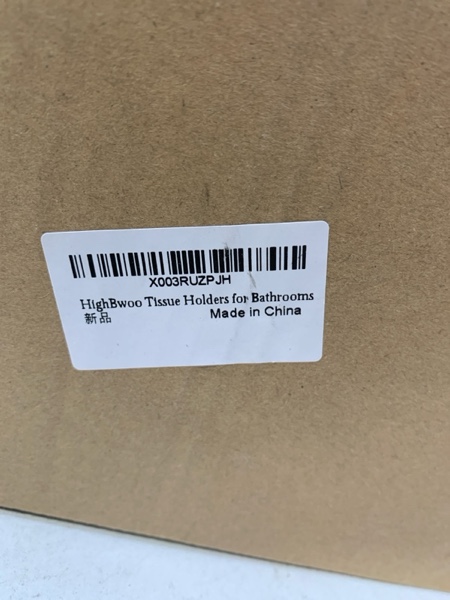 X003RUZPJH
HighBwoo Tissue Holders for Bathrooms
新品 Made in China